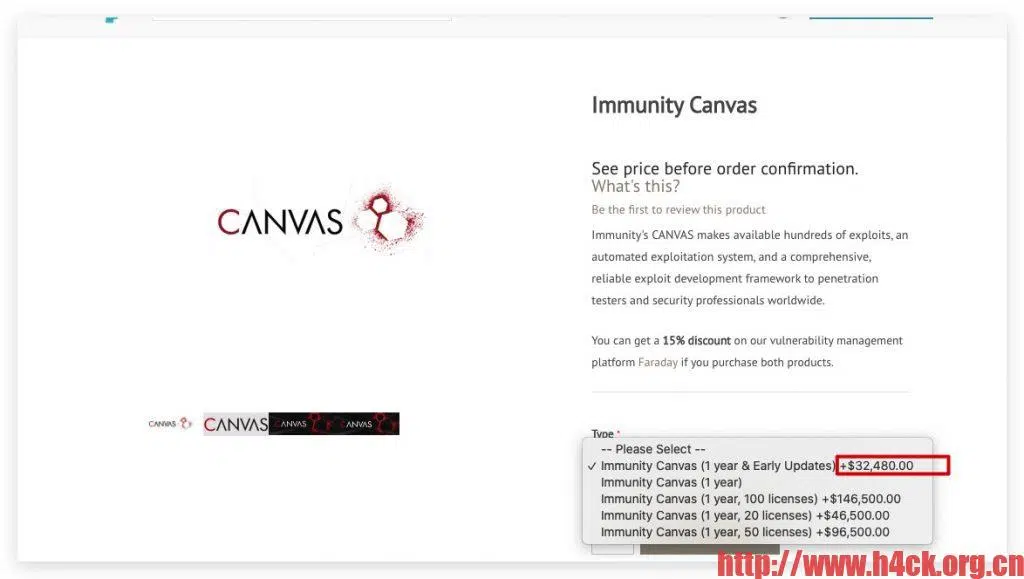 CANVAS
CANVAS
CANVAS
CANVAS
CANVAS
Immunity Canvas
See price before order confirmation.
What's this?
Be the first to review this product
Immunity's CANVAS makes available hundreds of exploits, an
automated exploitation system, and a comprehensive,
reliable exploit development framework to penetration
testers and security professionals worldwide.
You can get a 15% discount on our vulnerability management
platform Faraday if you purchase both products.
Type *
-- Please Select --
✓ Immunity Canvas (1 year & Early Updates) +$32,480.00
Immunity Canvas (1 year)
Immunity Canvas (1 year, 100 licenses) +$146,500.00
Immunity Canvas (1 year, 20 licenses) +$46,500.00
Immunity Canvas (1 year, 50 licenses) +$96,500.00
http://www.h4ck.org.cn